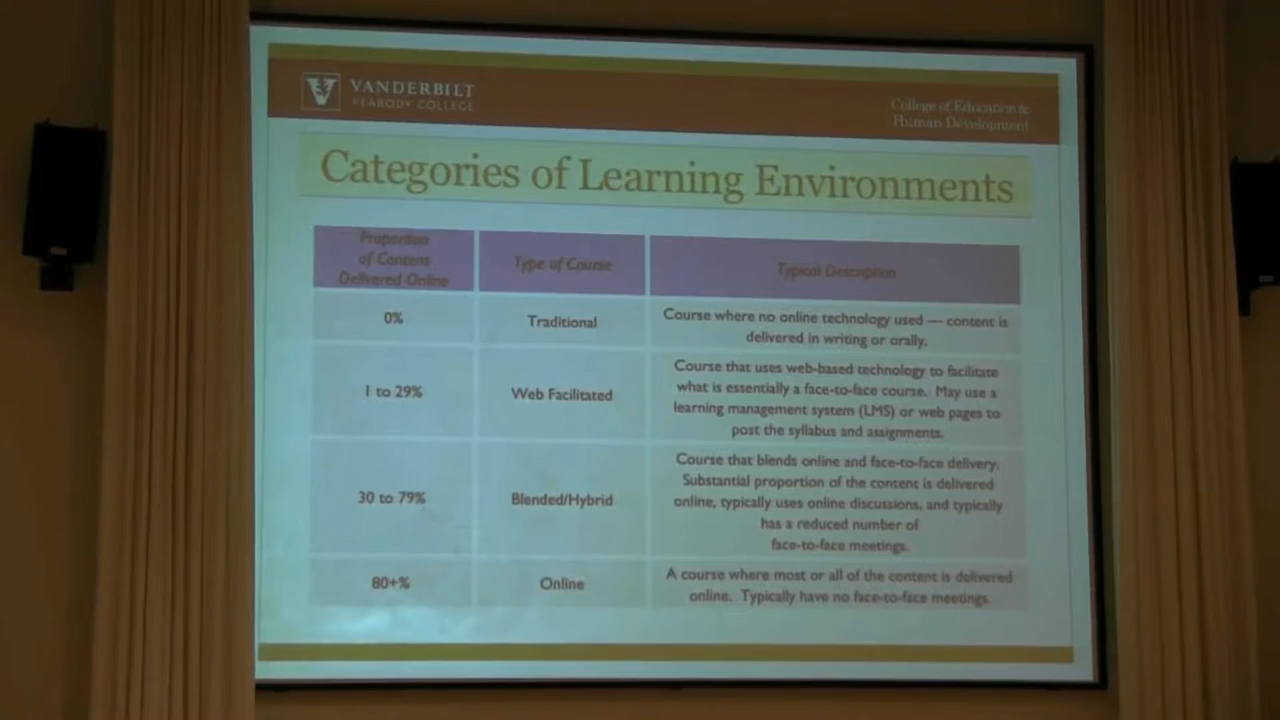 VANDERBILT
PEABODY COLLEGE
College of Education &
Human Development
Categories of Learning Environments
Proportion
of Content
Delivered Online
Type of Course
Typical Description
0%
Traditional
Course where no online technology used — content is
delivered in writing or orally.
1 to 29%
Web Facilitated
Course that uses web-based technology to facilitate
what is essentially a face-to-face course. May use a
learning management system (LMS) or web pages to
post the syllabus and assignments.
30 to 79%
Blended/Hybrid
Course that blends online and face-to-face delivery.
Substantial proportion of the content is delivered
online, typically uses online discussions, and typically
has a reduced number of
face-to-face meetings.
80+%
Online
A course where most or all of the content is delivered
online. Typically have no face-to-face meetings.